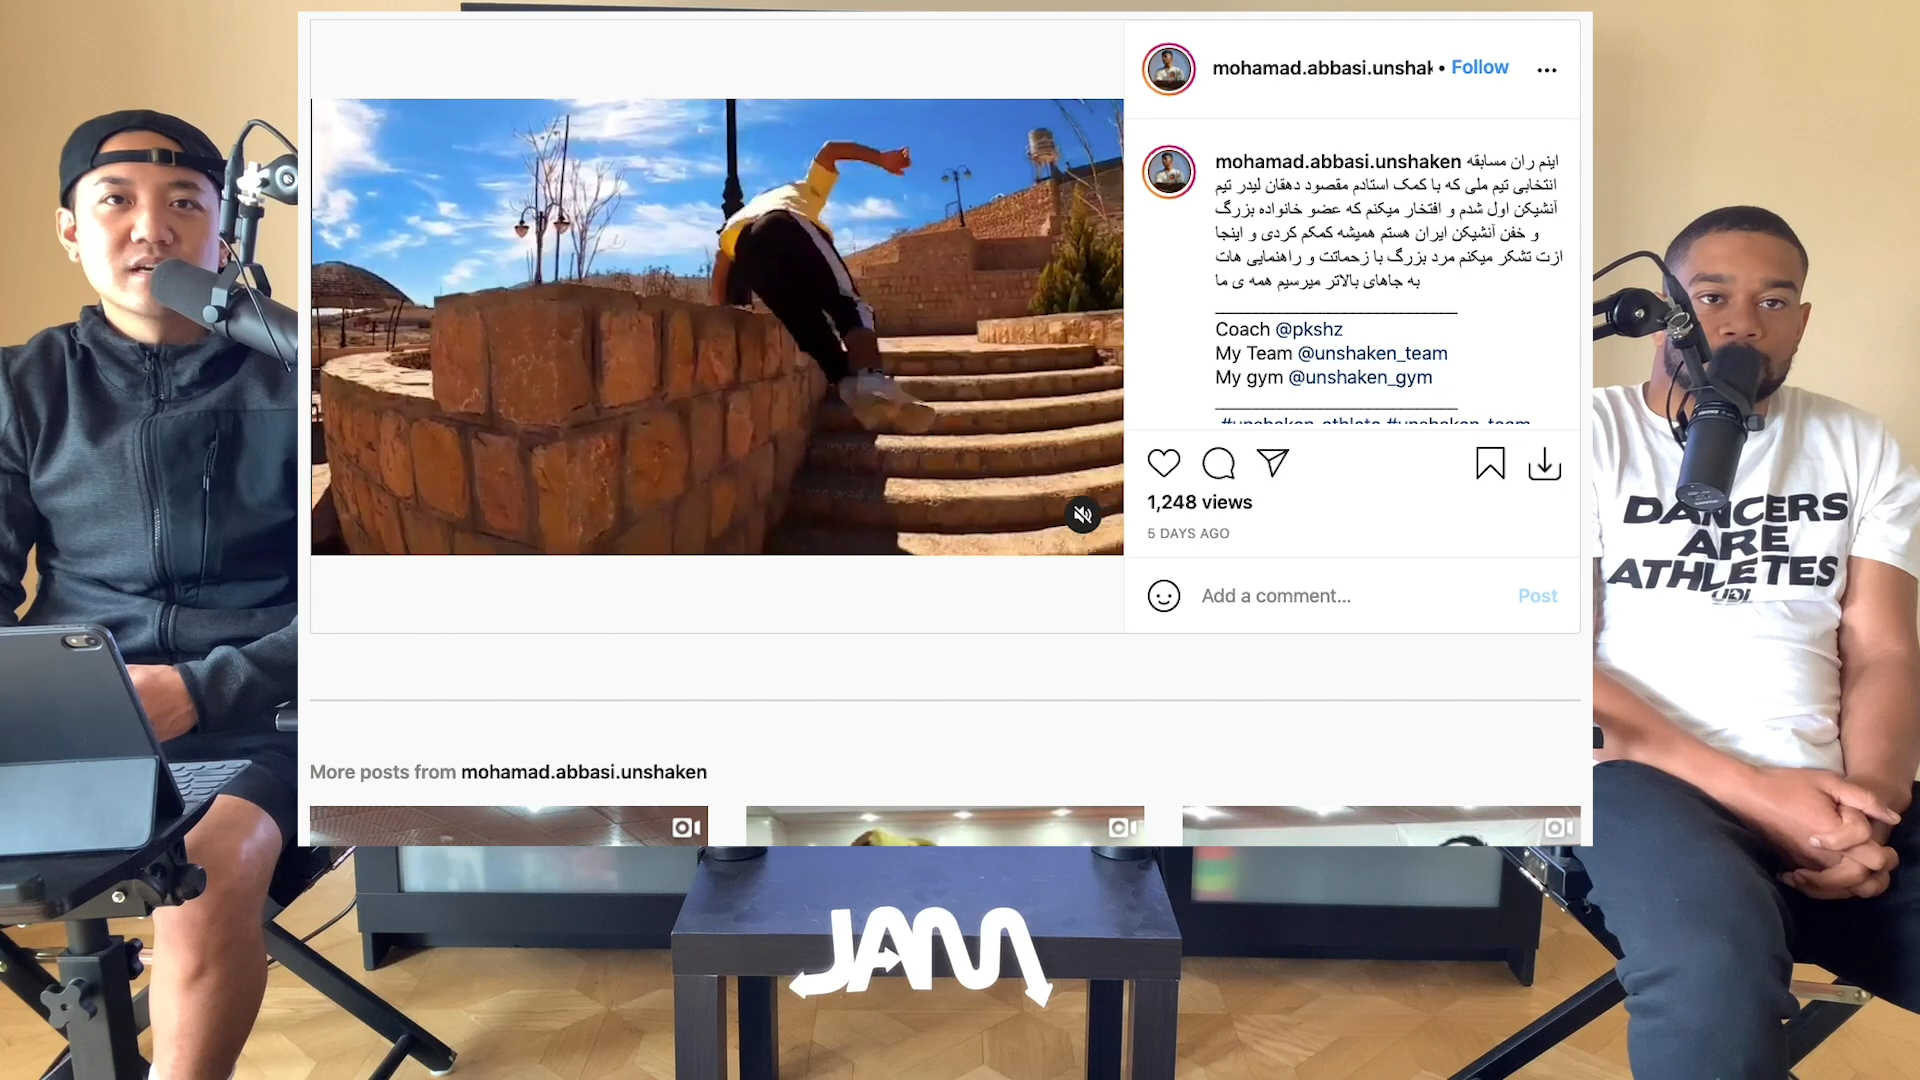 mohamad.abbasi.unshak • Follow
mohamad.abbasi.unshaken اینم ران مسابقه
انتخابی تیم ملی که با کمک استادم مقصود دهقان لیدر تیم
آنشیکن اول شدم و افتخار میکنم که عضو خانواده بزرگ
و خفن آنشیکن ایران هستم همیشه کمکم کردی و اینجا
ازت تشکر میکنم مرد بزرگ با زحماتت و راهنمایی هات
به جاهای بالاتر میرسیم همه ی ما
Coach @pkshz
My Team @unshaken_team
My gym @unshaken_gym
#unshaken_athlete #unshaken_team
1,248 views
5 DAYS AGO
Add a comment...
Post
More posts from mohamad.abbasi.unshaken
DANCERS
ARE
ATHLETES
UDI
JAM